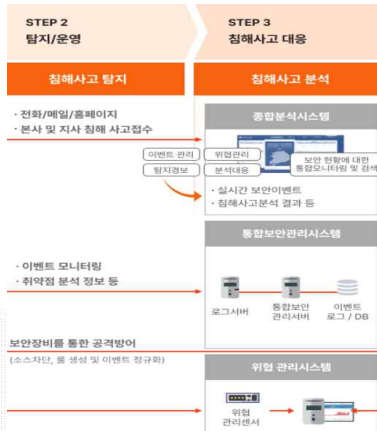 STEP 2
탐지/운영
STEP 3
침해사고 대응
침해사고 탐지
침해사고 분석
· 전화/메일/홈페이지
· 본사 및 지사 침해 사고접수
종합분석시스템
이벤트 관리
위협관리
탐지경보
분석대응
보안 현황에 대한
통합모니터링 및 검색
· 실시간 보안이벤트
· 침해사고분석 결과 등
통합보안관리시스템
· 이벤트 모니터링
· 취약점 분석 정보 등
로그서버
통합보안
관리서버
이벤트
로그 / DB
보안장비를 통한 공격방어
(소스차단, 룰 생성 및 이벤트 정규화)
위협 관리시스템
위협
관리센서